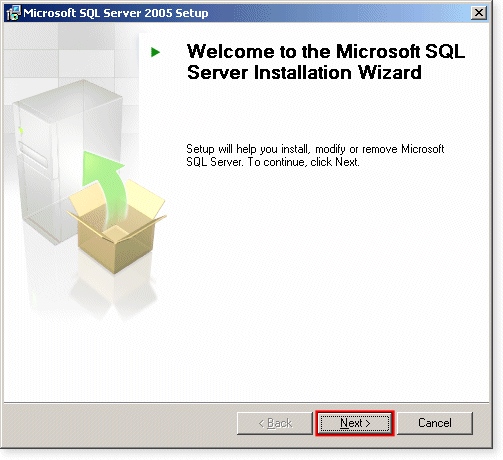 Microsoft SQL Server 2005 Setup
Welcome to the Microsoft SQL
Server Installation Wizard
Setup will help you install, modify or remove Microsoft
SQL Server. To continue, click Next.
< Back
Next >
Cancel